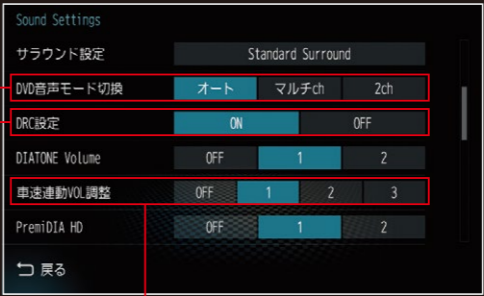 Sound Settings
サラウンド設定 Standard Surround
DVD音声モード切換 オート マルチch 2ch
DRC設定 ON OFF
DIATONE Volume OFF 1 2
車速連動VOL調整 OFF 1 2 3
PremiDIA HD OFF 1 2
戻る